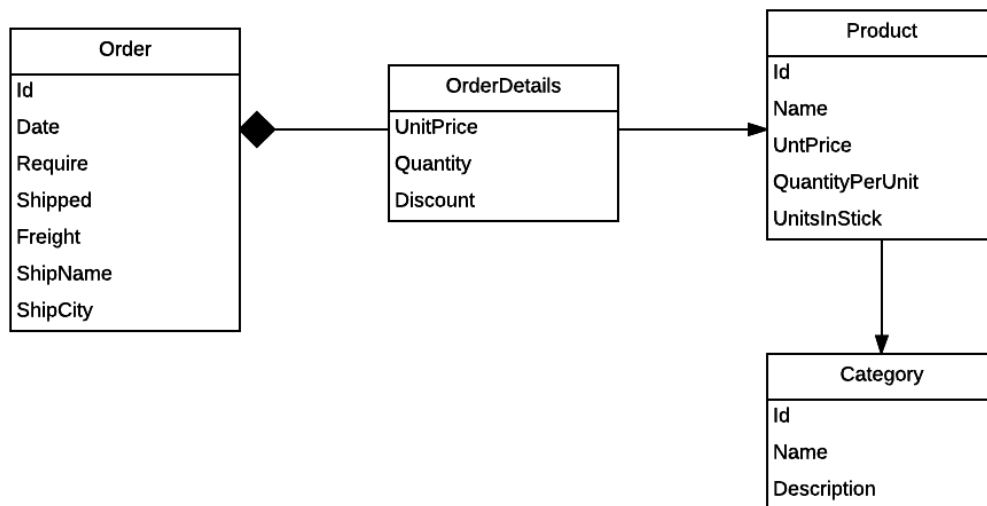 Order
Id
Date
Require
Shipped
Freight
ShipName
ShipCity
OrderDetails
UnitPrice
Quantity
Discount
Product
Id
Name
UntPrice
QuantityPerUnit
UnitsInStick
Category
Id
Name
Description